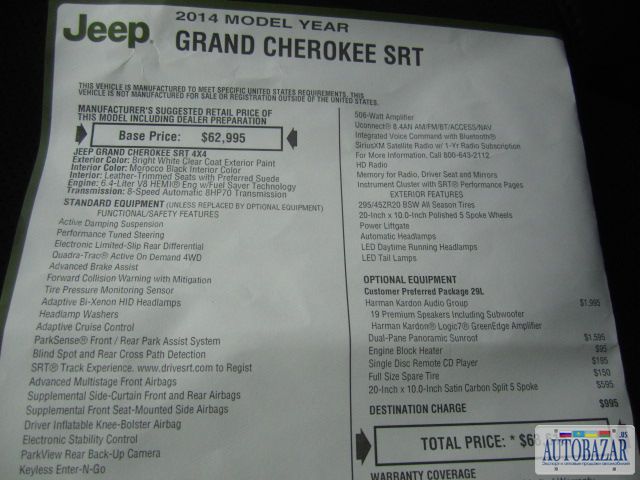 Jeep
2014 MODEL YEAR
GRAND CHEROKEE SRT
THIS VEHICLE IS MANUFACTURED TO MEET SPECIFIC UNITED STATES REQUIREMENTS. THIS
VEHICLE IS NOT MANUFACTURED FOR SALE OR REGISTRATION OUTSIDE OF THE UNITED STATES.
MANUFACTURER'S SUGGESTED RETAIL PRICE OF
THIS MODEL INCLUDING DEALER PREPARATION
Base Price: $62,995
JEEP GRAND CHEROKEE SRT 4X4
Exterior Color: Bright White Clear Coat Exterior Paint
Interior Color: Morocco Black Interior Color
Interior: Leather-Trimmed Seats with Preferred Suede
Engine: 6.4-Liter V8 HEMI® Eng w/Fuel Saver Technology
Transmission: 8-Speed Automatic 8HP70 Transmission
STANDARD EQUIPMENT (UNLESS REPLACED BY OPTIONAL EQUIPMENT)
FUNCTIONAL/SAFETY FEATURES
Active Damping Suspension
Performance Tuned Steering
Electronic Limited-Slip Rear Differential
Quadra-Trac® Active On Demand 4WD
Advanced Brake Assist
Forward Collision Warning with Mitigation
Tire Pressure Monitoring Sensor
Adaptive Bi-Xenon HID Headlamps
Headlamp Washers
Adaptive Cruise Control
ParkSense® Front / Rear Park Assist System
Blind Spot and Rear Cross Path Detection
SRT® Track Experience. www.drivesrt.com to Regist
Advanced Multistage Front Airbags
Supplemental Side-Curtain Front and Rear Airbags
Supplemental Front Seat-Mounted Side Airbags
Driver Inflatable Knee-Bolster Airbag
Electronic Stability Control
ParkView Rear Back-Up Camera
Keyless Enter-N-Go
506-Watt Amplifier
Uconnect® 8.4AN AM/FM/BT/ACCESS/NAV
Integrated Voice Command with Bluetooth®
SiriusXM Satellite Radio w/ 1-Yr Radio Subscription
For More Info, Call 800-643-2112
HD Radio
Memory for Radio, Driver Seat and Mirrors
Instrument Cluster with SRT® Performance Pages
EXTERIOR FEATURES
295/45ZR20 BSW All Season Tires
20-Inch x 10.0-Inch Polished 5 Spoke Wheels
Power Liftgate
Automatic Headlamps
LED Daytime Running Headlamps
LED Tail Lamps
OPTIONAL EQUIPMENT
Customer Preferred Package 29L
Harman Kardon Audio Group $1,995
19 Premium Speakers Including Subwoofer
Harman Kardon® Logic7® GreenEdge Amplifier
Dual-Pane Panoramic Sunroof $1,595
Engine Block Heater $95
Single Disc Remote CD Player $195
Full Size Spare Tire $150
20-Inch x 10.0-Inch Satin Carbon Split 5 Spoke $595
DESTINATION CHARGE $995
TOTAL PRICE: *
WARRANTY COVERAGE
AUTOBAZAR.US